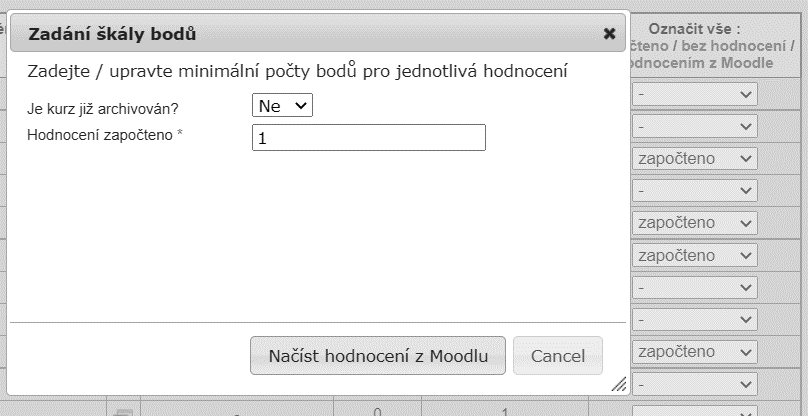 Zadání škály bodů
Zadejte / upravte minimální počty bodů pro jednotlivá hodnocení
Je kurz již archivován?
Ne
Hodnocení započteno *
1
Načíst hodnocení z Moodlu
Cancel
Označit vše :
čteno / bez hodnocení /
odnocením z Moodle
-
-
započteno
-
započteno
započteno
-
-
započteno
-
- 0 1